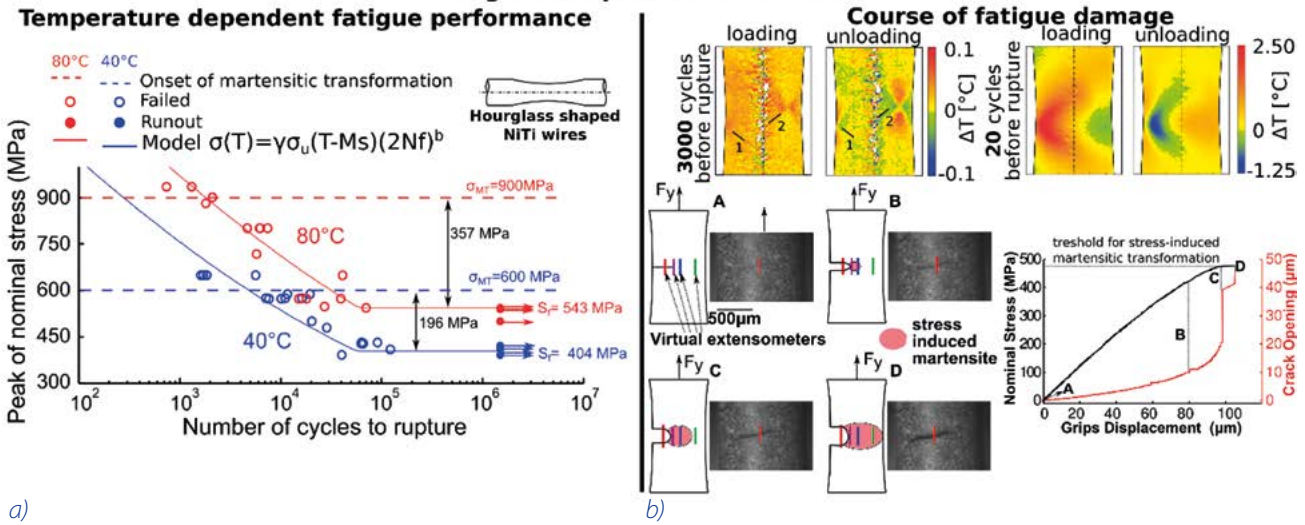 Temperature dependent fatigue performance
80°C 40°C
Onset of martensitic transformation
Failed
Runout
Model σ(T)=γσu(T-Ms)(2Nf)ᵇ
Hourglass shaped
NiTi wires
Peak of nominal stress (MPa)
900
750
600
450
300
σMT=900MPa
357 MPa
80°C
σMT=600 MPa
196 MPa
Sf= 543 MPa
40°C
Sf= 404 MPa
10² 10³ 10⁴ 10⁵ 10⁶ 10⁷
Number of cycles to rupture
a)
Course of fatigue damage
loading unloading
3000 cycles
before rupture
1 2
1 2
0.1
0
-0.1
ΔT [°C]
20 cycles
before rupture
loading unloading
2.50
0
-1.25
ΔT [°C]
Fy A
Fy B
500µm
Virtual extensometers
stress
induced
martensite
Fy C
Fy D
treshold for stress-induced
martensitic transformation
Nominal Stress (MPa)
500
400
300
200
100
0
A
B
C
D
50
40
30
20
10
0
Crack Opening (µm)
0 20 40 60 80 100
Grips Displacement (µm)
b)